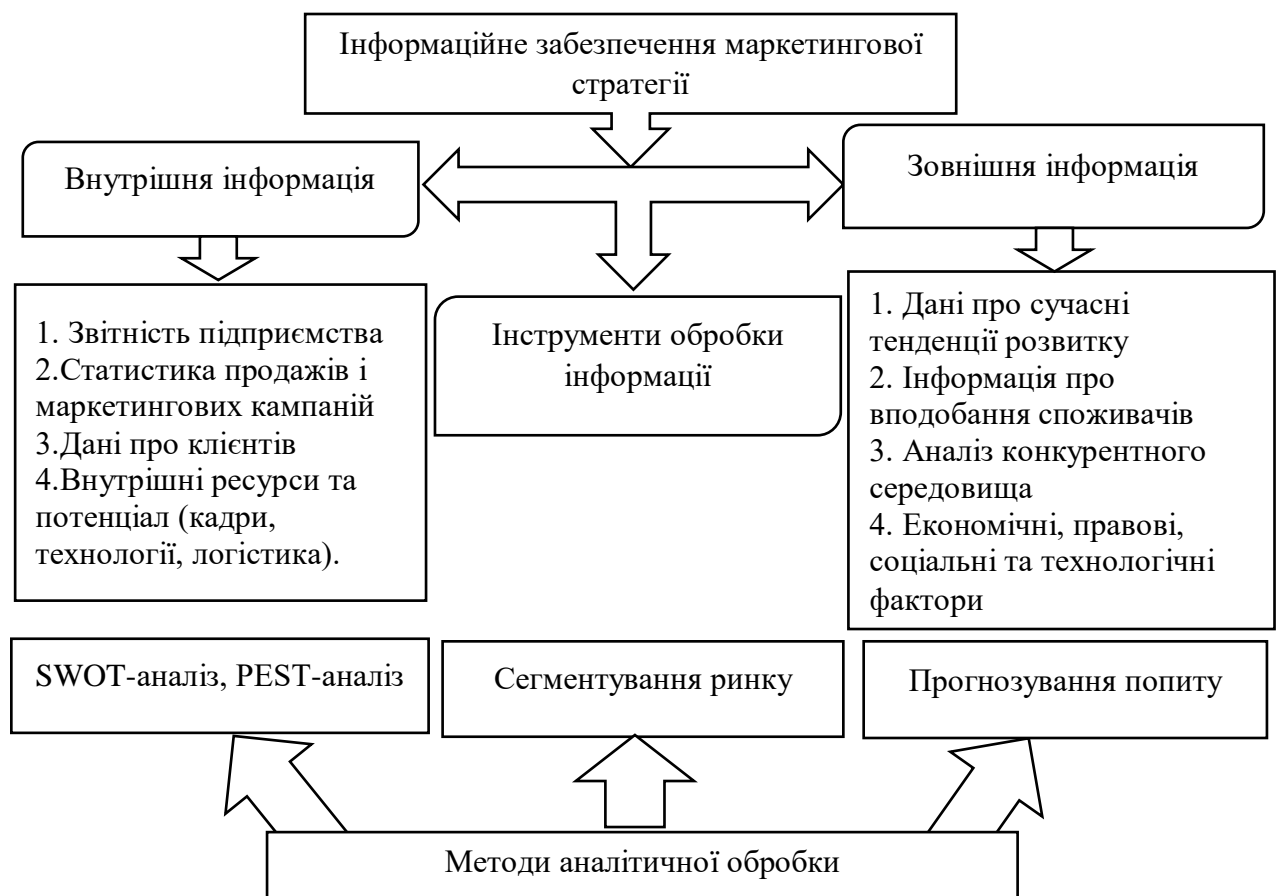 Інформаційне забезпечення маркетингової
стратегії
Внутрішня інформація
Зовнішня інформація
1. Звітність підприємства
2.Статистика продажів і
маркетингових кампаній
3.Дані про клієнтів
4.Внутрішні ресурси та
потенціал (кадри,
технології, логістика).
Інструменти обробки
інформації
1. Дані про сучасні
тенденції розвитку
2. Інформація про
вподобання споживачів
3. Аналіз конкурентного
середовища
4. Економічні, правові,
соціальні та технологічні
фактори
SWOT-аналіз, PEST-аналіз
Сегментування ринку
Прогнозування попиту
Методи аналітичної обробки